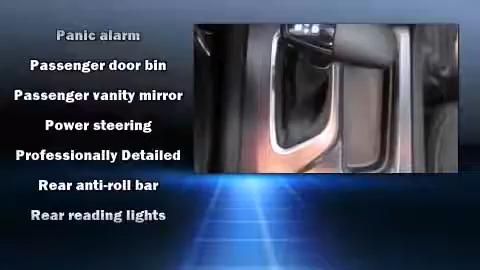 Panic alarm
Passenger door bin
Passenger vanity mirror
Power steering
Professionally Detailed
Rear anti-roll bar
Rear reading lights